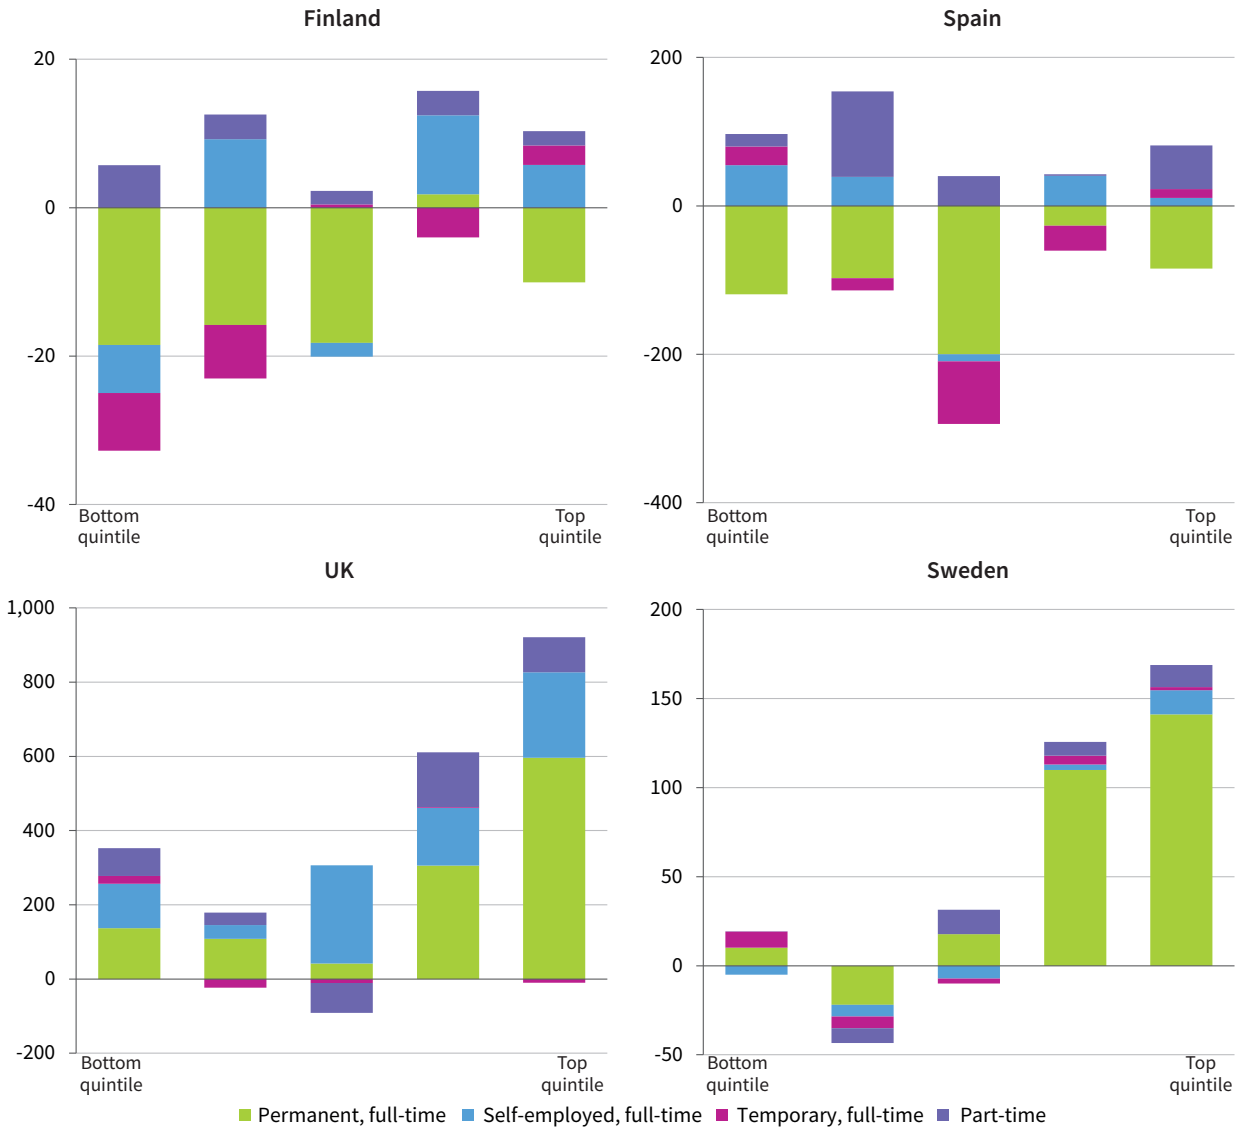 Finland
20
0
-20
-40
Bottom
quintile
Top
quintile
Spain
200
0
-200
-400
Bottom
quintile
Top
quintile
UK
1,000
800
600
400
200
0
-200
Bottom
quintile
Top
quintile
Sweden
200
150
100
50
0
-50
Bottom
quintile
Top
quintile
Permanent, full-time Self-employed, full-time Temporary, full-time Part-time